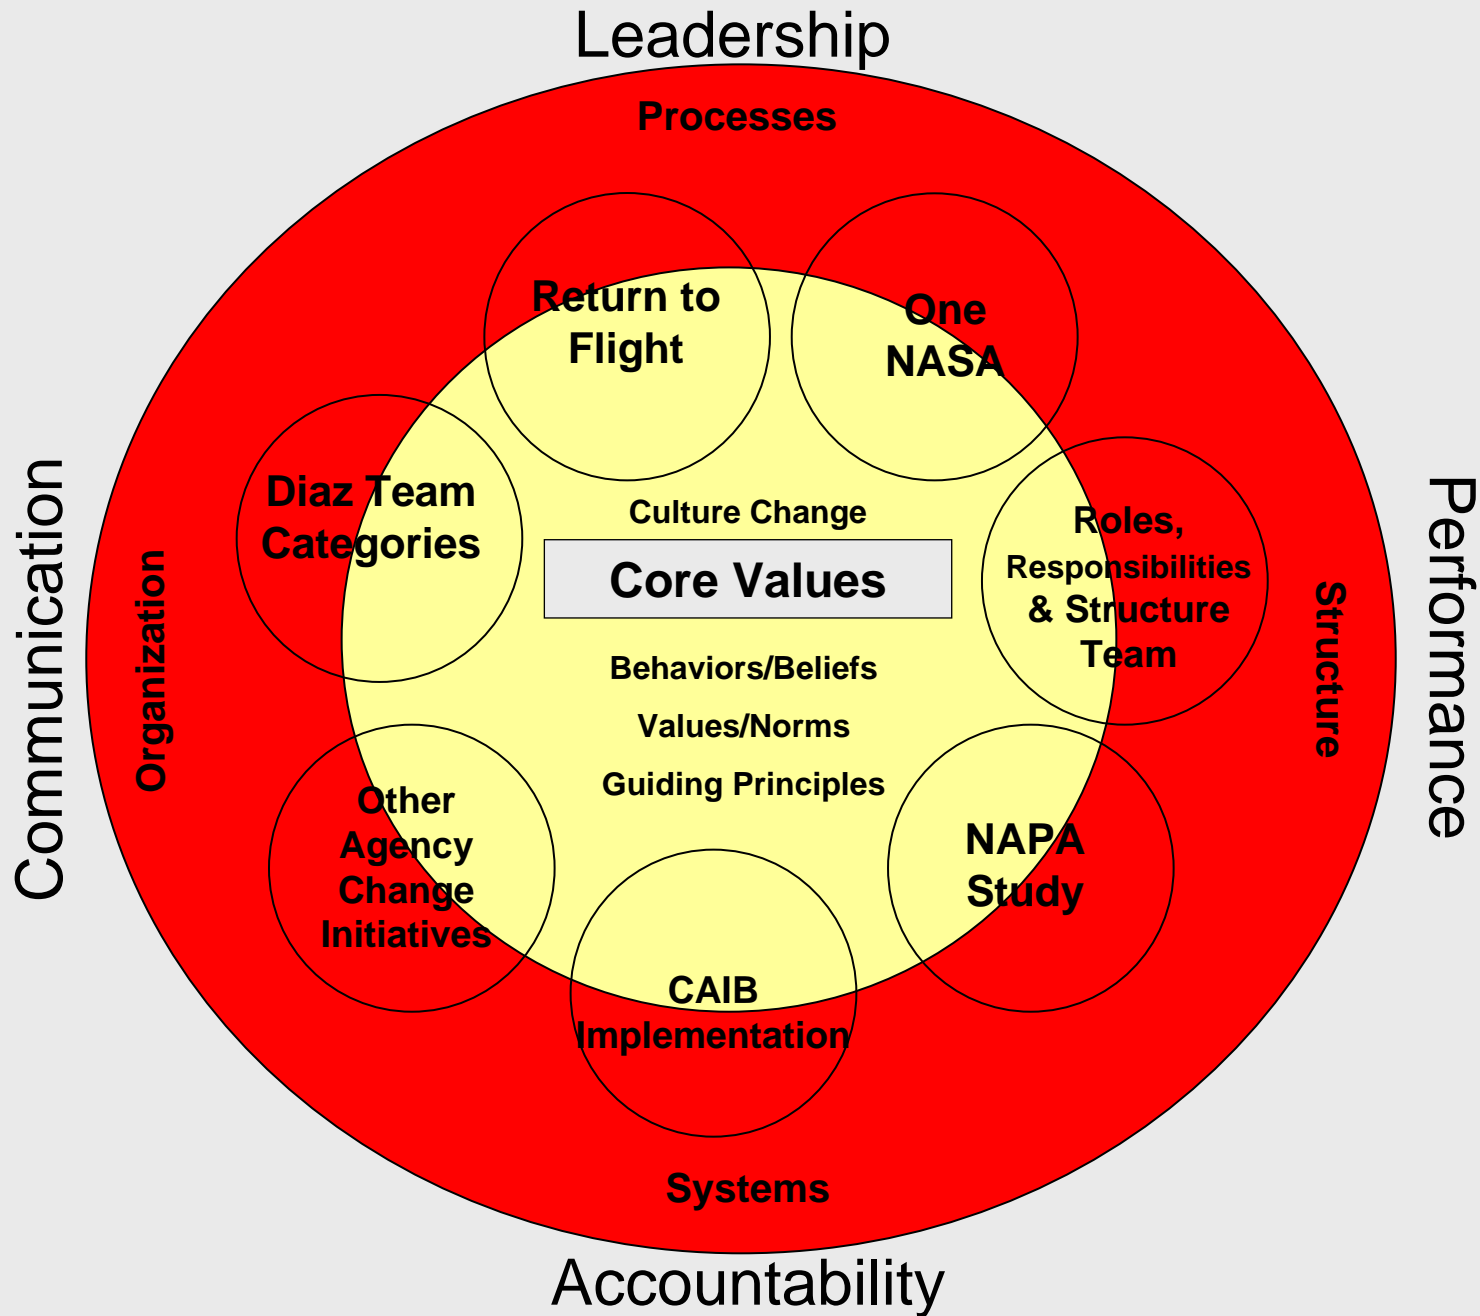 Leadership
Processes
Return to
Flight
One
NASA
Diaz Team
Categories
Culture Change
Core Values
Roles,
Responsibilities
& Structure
Team
Communication
Organization
Structure
Performance
Behaviors/Beliefs
Values/Norms
Guiding Principles
Other
Agency
Change
Initiatives
NAPA
Study
CAIB
Implementation
Systems
Accountability